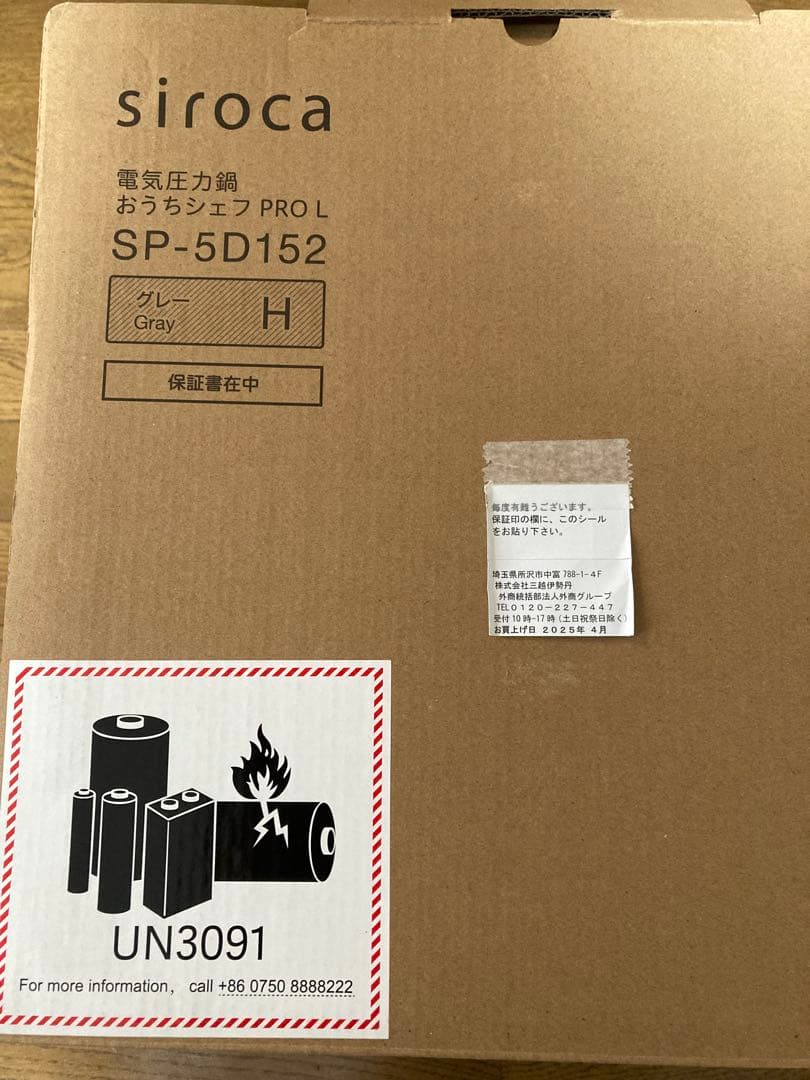 siroca
電気圧力鍋
おうちシェフ PRO L
SP-5D152
グレー
Gray
H
保証書在中
毎度有難うございます。
保証印の欄に、このシール
をお貼り下さい。
埼玉県所沢市中富 788-1-4F
株式会社三越伊勢丹
外商統括部法人外商グループ
TEL0120-227-447
受付10時-17時(土日祝祭日除く)
お買上げ日 2025年 4月
UN3091
For more information, call +86 0750 8888222